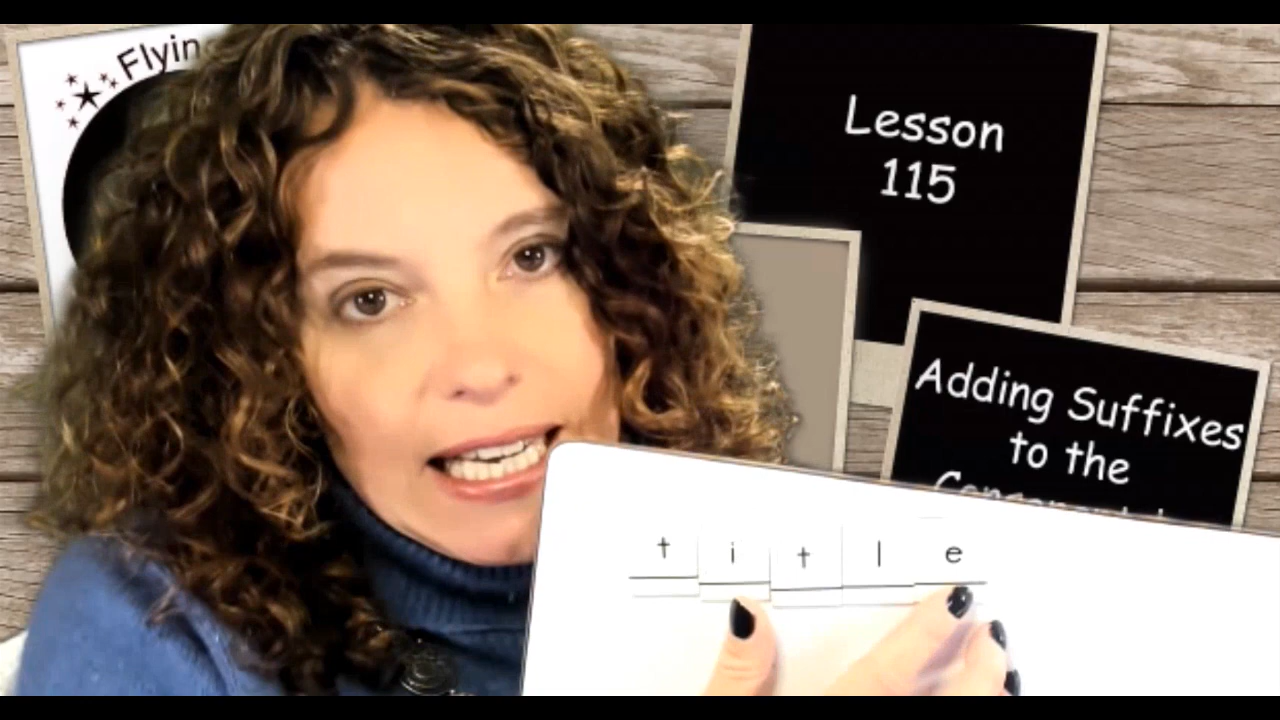 Flyin
Lesson
115
Adding Suffixes
to the
t i t l e